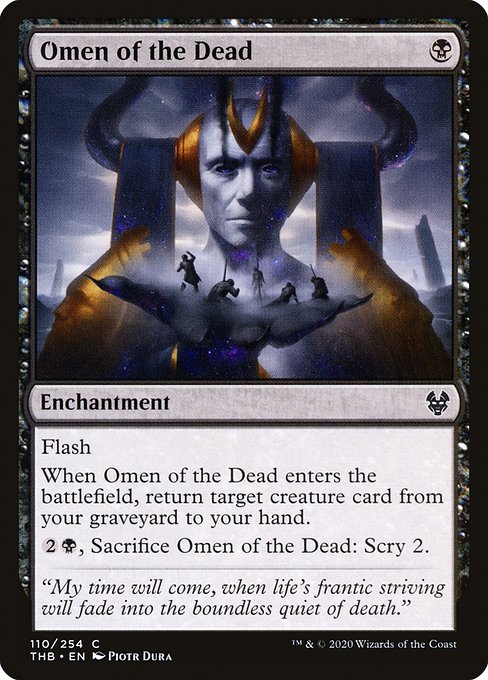 Omen of the Dead
Enchantment
Flash
When Omen of the Dead enters the
battlefield, return target creature card from
your graveyard to your hand.
2, Sacrifice Omen of the Dead: Scry 2.
“My time will come, when life’s frantic striving
will fade into the boundless quiet of death.”
110/254 C
THB • EN Piotr Dura
™ & © 2020 Wizards of the Coast